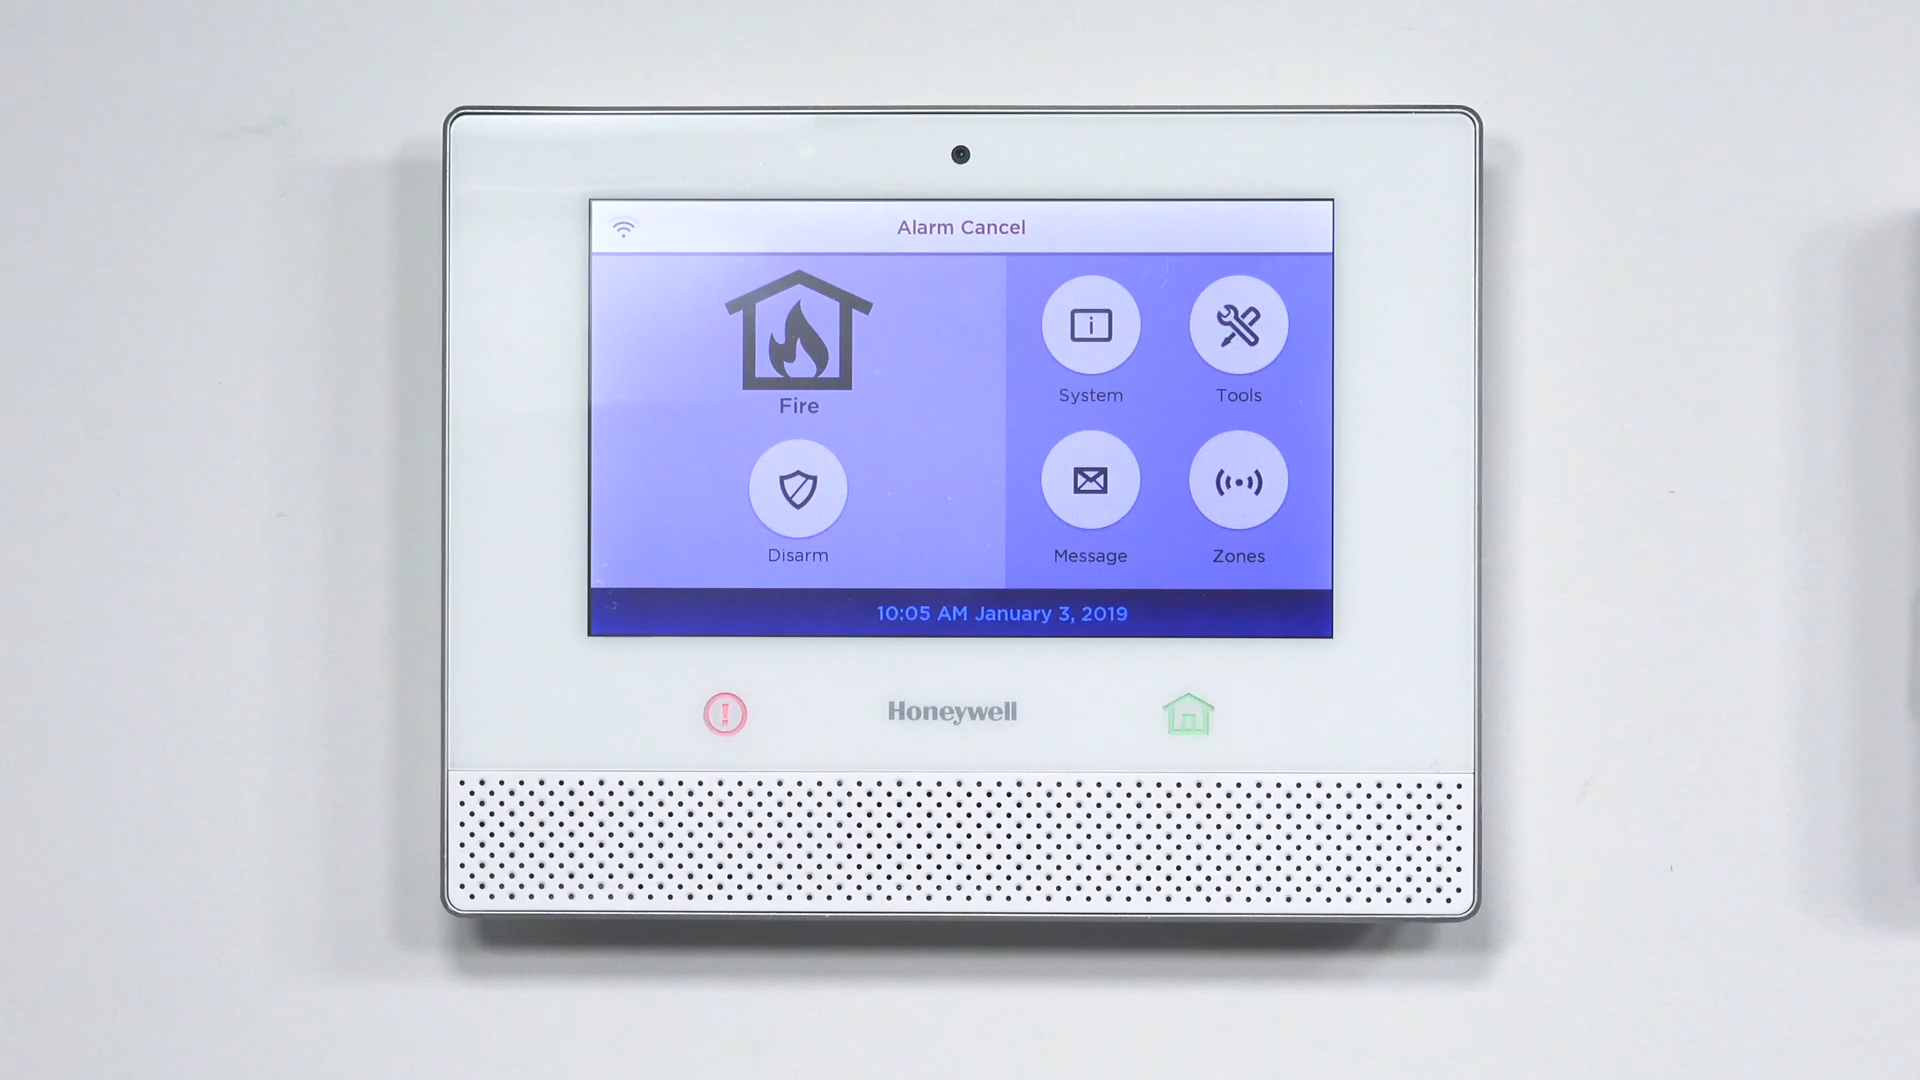 Alarm Cancel
Fire
System
Tools
Disarm
Message
Zones
10:05 AM January 3, 2019
Honeywell